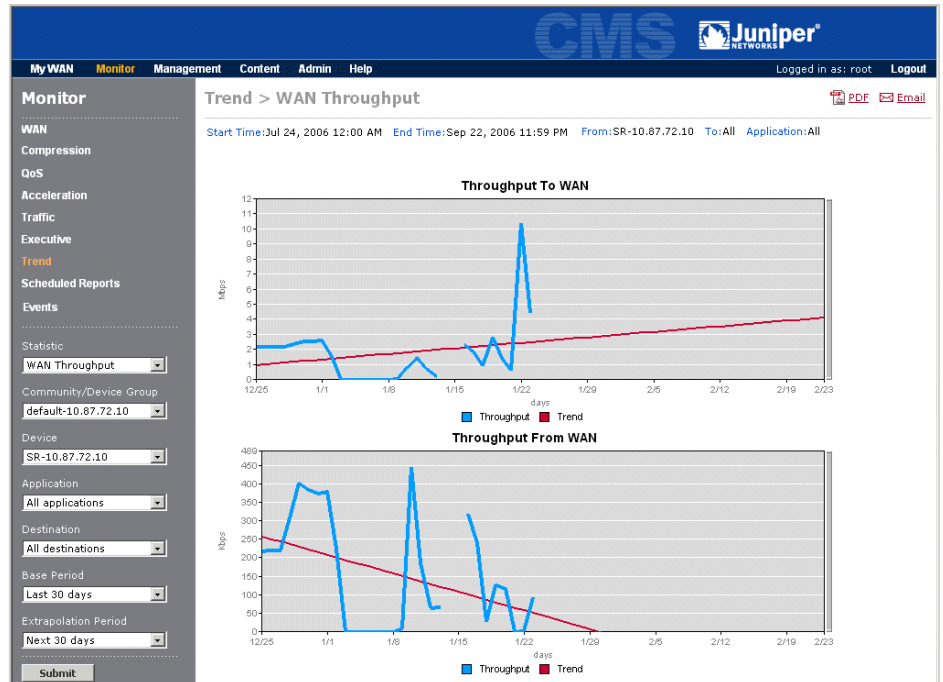 CMS
Juniper®
NETWORKS
My WAN Monitor Management Content Admin Help Logged in as: root Logout
Monitor
WAN
Compression
QoS
Acceleration
Traffic
Executive
Trend
Scheduled Reports
Events
Statistic
WAN Throughput
Community/Device Group
default-10.87.72.10
Device
SR-10.87.72.10
Application
All applications
Destination
All destinations
Base Period
Last 30 days
Extrapolation Period
Next 30 days
Submit
Trend > WAN Throughput
PDF Email
Start Time:Jul 24, 2006 12:00 AM End Time:Sep 22, 2006 11:59 PM From:SR-10.87.72.10 To:All Application:All
Throughput To WAN
Mbps
12
11
10
9
8
7
6
5
4
3
2
1
0
12/25 1/1 1/8 1/15 1/22 1/29 2/5 2/12 2/19 2/23
days
Throughput Trend
Throughput From WAN
Kbps
489
450
400
350
300
250
200
150
100
50
0
12/25 1/1 1/8 1/15 1/22 1/29 2/5 2/12 2/19 2/23
days
Throughput Trend